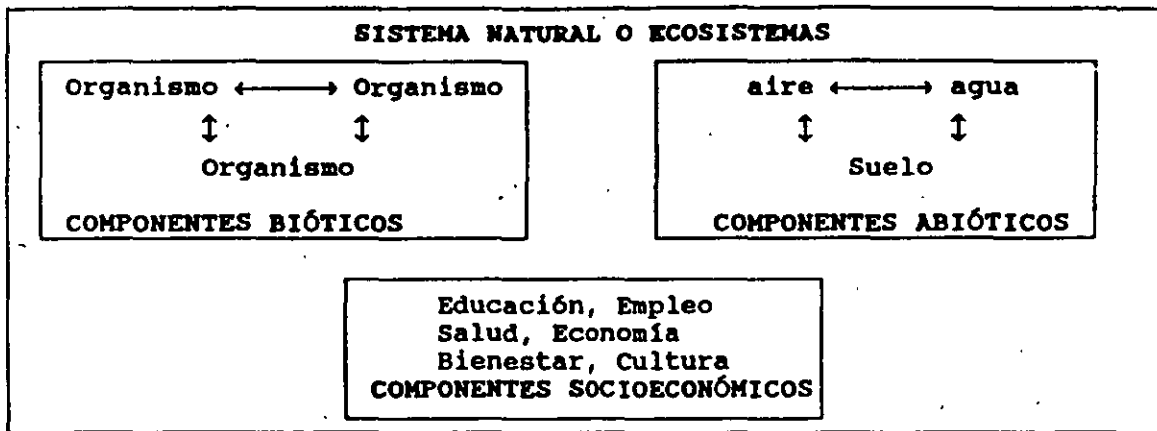 SISTEMA NATURAL O ECOSISTEMAS
Organismo ←——→ Organismo
↕ ↕
Organismo
COMPONENTES BIÓTICOS
aire ←——→ agua
↕ ↕
Suelo
COMPONENTES ABIÓTICOS
Educación, Empleo
Salud, Economía
Bienestar, Cultura
COMPONENTES SOCIOECONÓMICOS